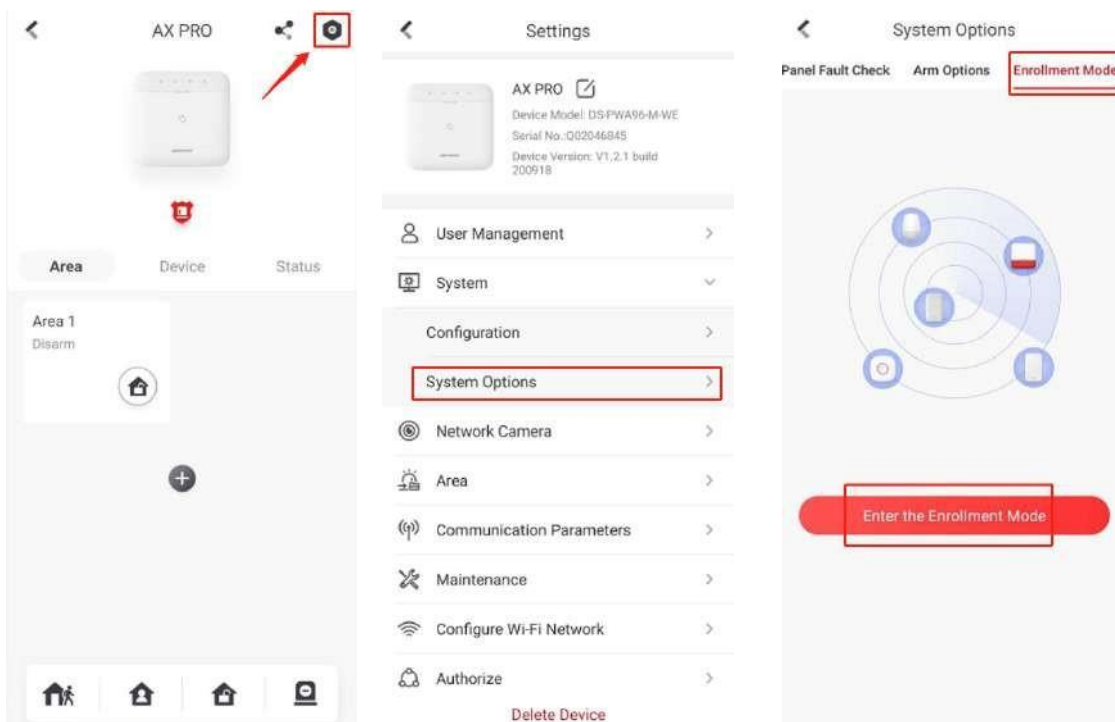 AX PRO
Area
Device
Status
Area 1
Disarm
Settings
AX PRO
Device Model: DS-PWA96-M-WE
Serial No.:Q02046845
Device Version: V1,2.1 build
200918
User Management
System
Configuration
System Options
Network Camera
Area
Communication Parameters
Maintenance
Configure Wi-Fi Network
Authorize
Delete Device
System Options
Panel Fault Check
Arm Options
Enrollment Mode
Enter the Enrollment Mode